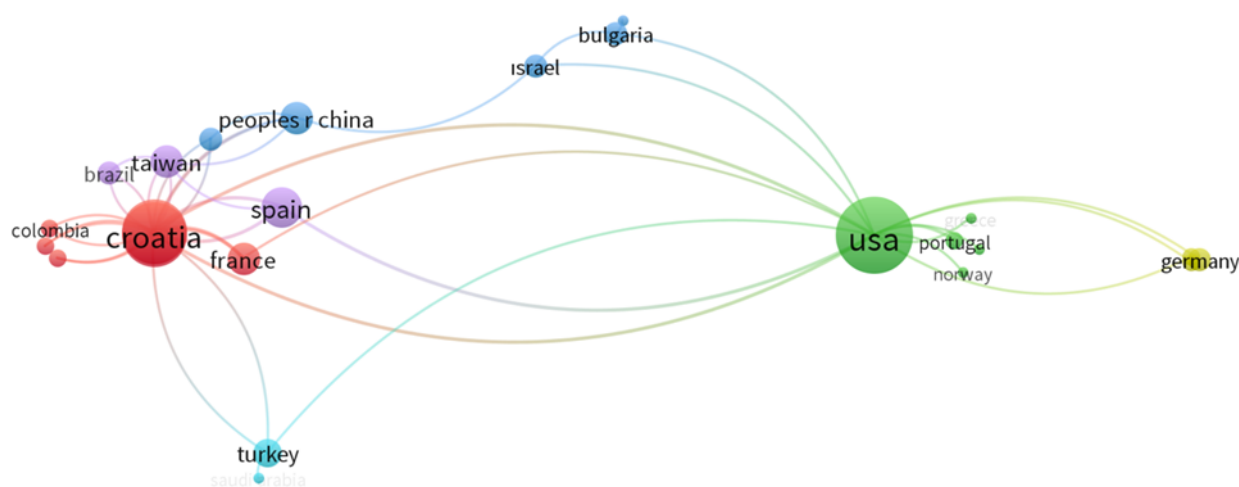 bulgaria
ısrael
peoples r china
taiwan
brazil
spain
colombia
croatia
france
usa
greece
portugal
norway
germany
turkey
saudi arabia